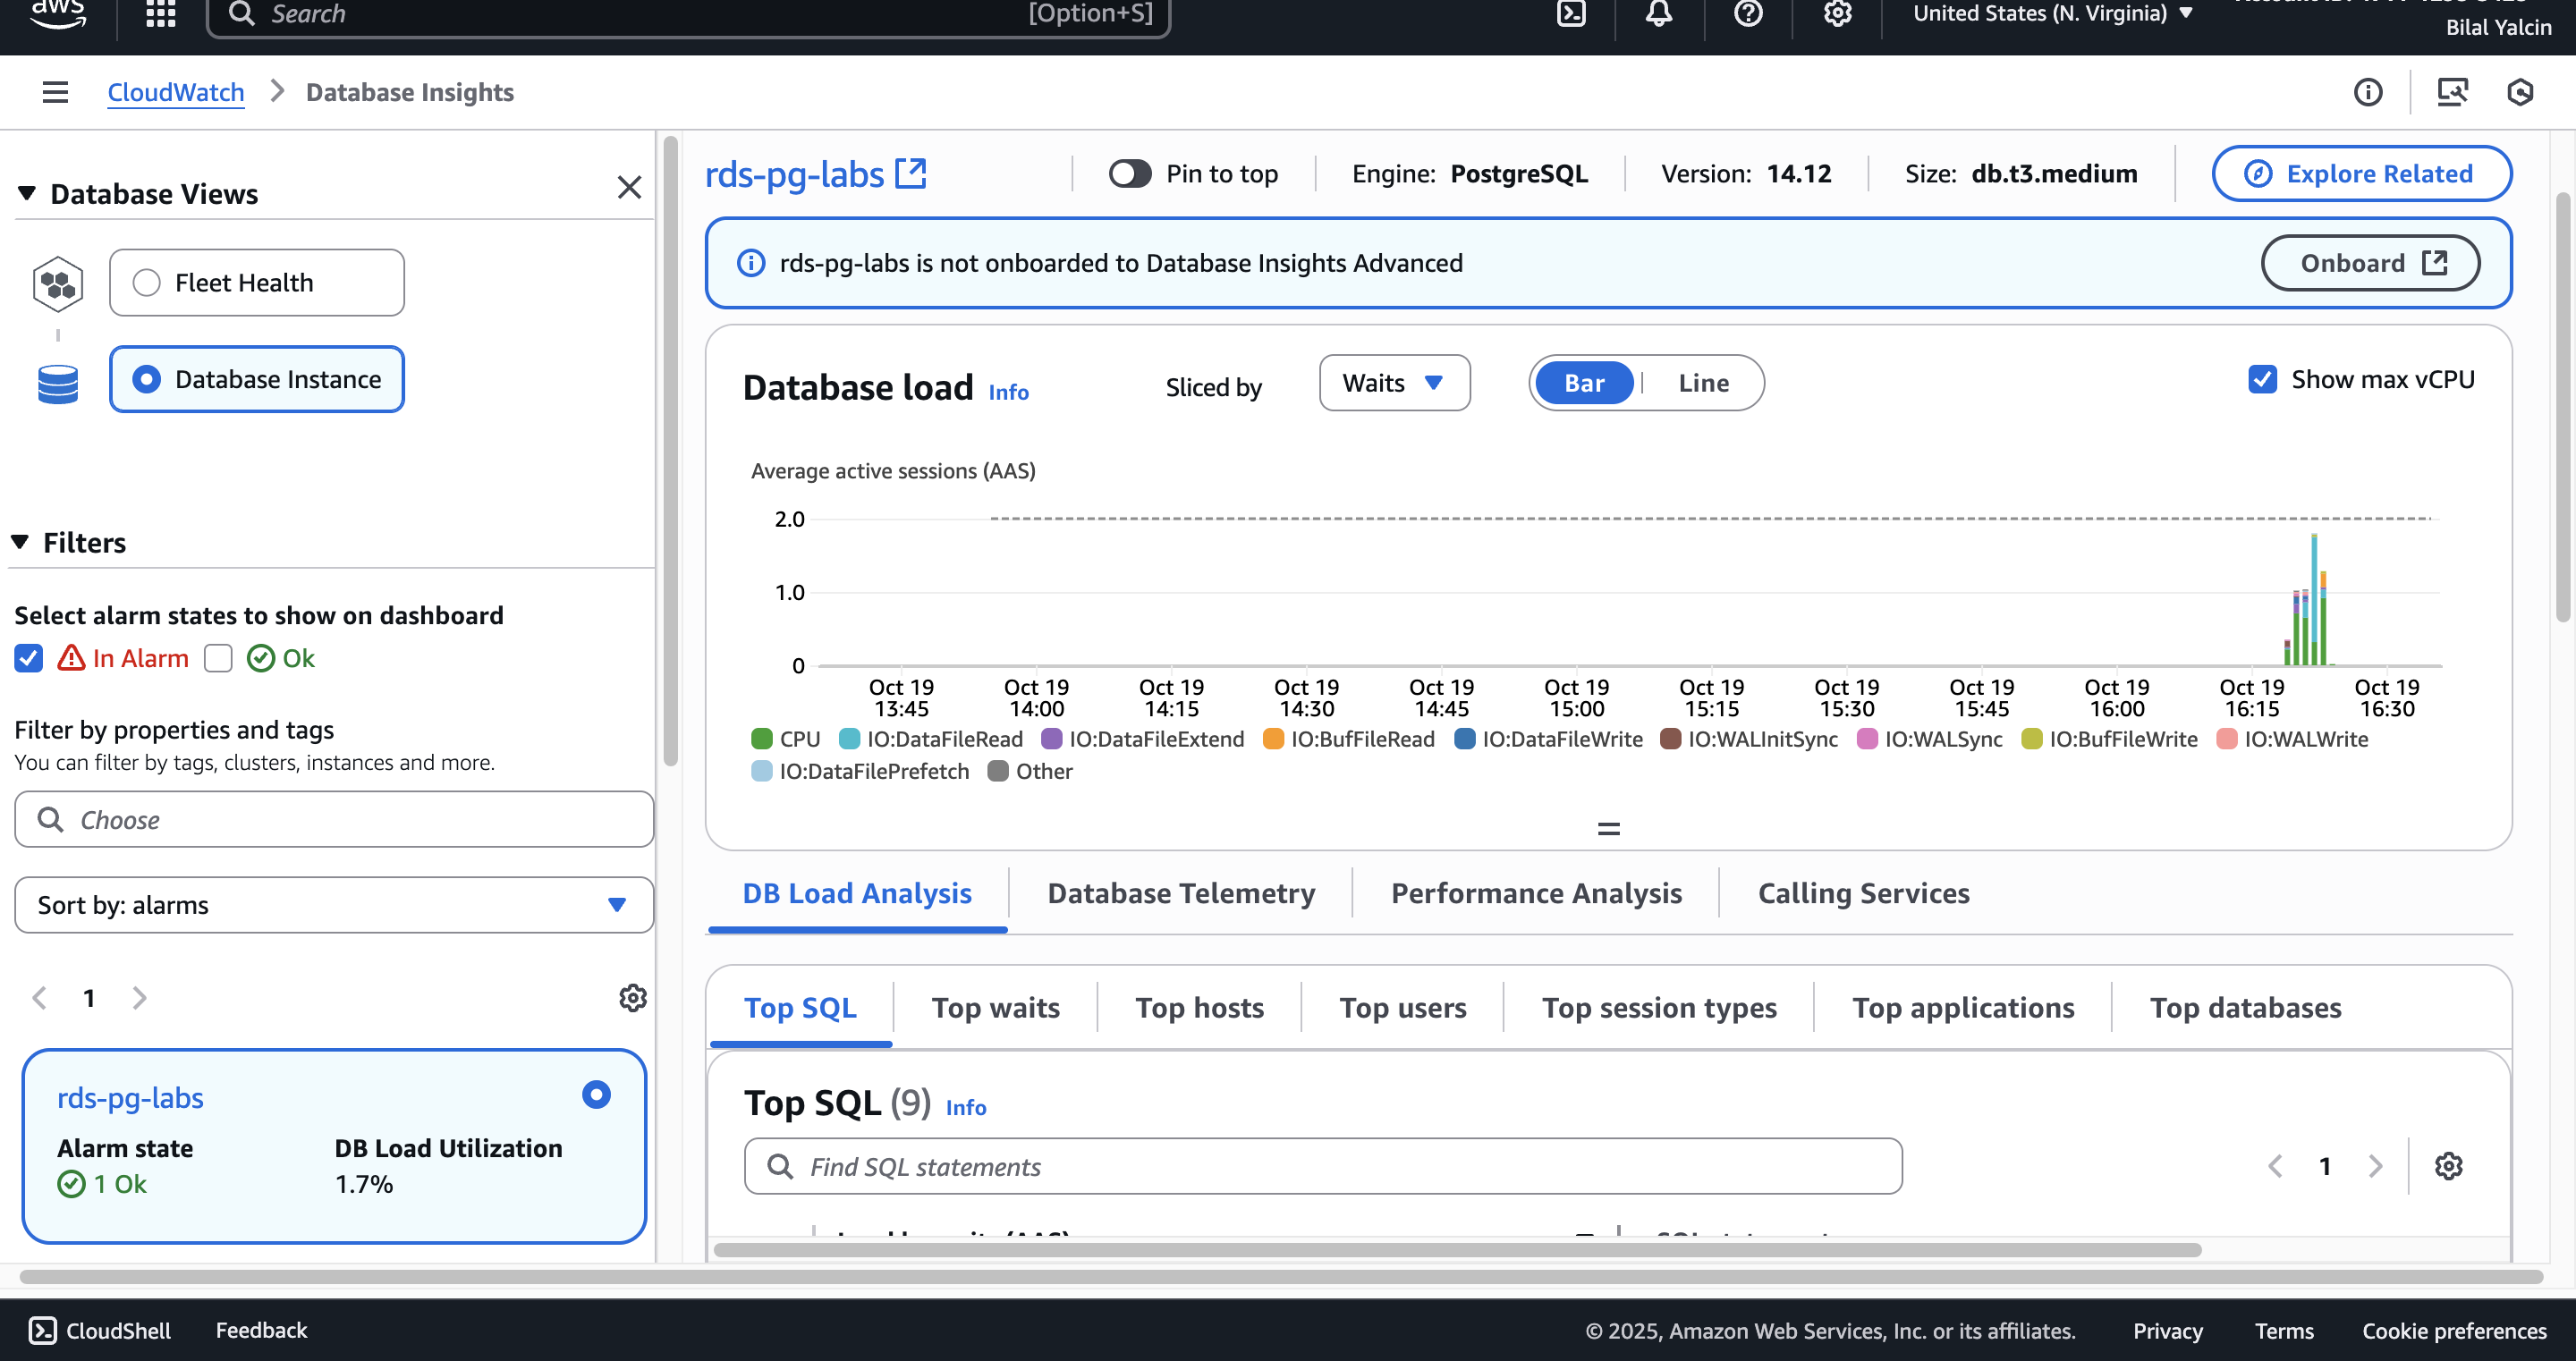 aws
Search
[Option+S]
United States (N. Virginia)
Bilal Yalcin
CloudWatch
Database Insights
Database Views
Fleet Health
Database Instance
Filters
Select alarm states to show on dashboard
In Alarm
Ok
Filter by properties and tags
You can filter by tags, clusters, instances and more.
Choose
Sort by: alarms
1
rds-pg-labs
Alarm state
DB Load Utilization
1 Ok
1.7%
rds-pg-labs
Pin to top
Engine: PostgreSQL
Version: 14.12
Size: db.t3.medium
Explore Related
rds-pg-labs is not onboarded to Database Insights Advanced
Onboard
Database load Info
Sliced by
Waits
Bar
Line
Show max vCPU
Average active sessions (AAS)
2.0
1.0
0
Oct 19 13:45
Oct 19 14:00
Oct 19 14:15
Oct 19 14:30
Oct 19 14:45
Oct 19 15:00
Oct 19 15:15
Oct 19 15:30
Oct 19 15:45
Oct 19 16:00
Oct 19 16:15
Oct 19 16:30
CPU IO:DataFileRead IO:DataFileExtend IO:BufFileRead IO:DataFileWrite IO:WALInitSync IO:WALSync IO:BufFileWrite IO:WALWrite
IO:DataFilePrefetch Other
DB Load Analysis
Database Telemetry
Performance Analysis
Calling Services
Top SQL
Top waits
Top hosts
Top users
Top session types
Top applications
Top databases
Top SQL (9) Info
Find SQL statements
1
CloudShell
Feedback
© 2025, Amazon Web Services, Inc. or its affiliates.
Privacy
Terms
Cookie preferences